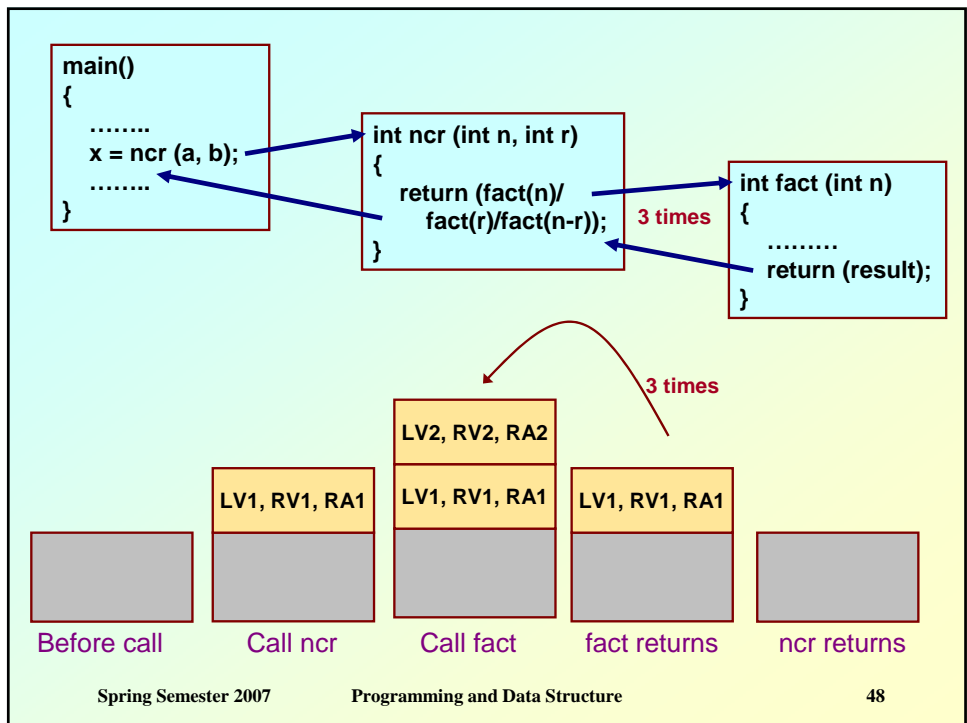 main()
{
……..
x = ncr (a, b);
……..
}
int ncr (int n, int r)
{
return (fact(n)/
fact(r)/fact(n-r));
}
3 times
int fact (int n)
{
………
return (result);
}
3 times
LV2, RV2, RA2
LV1, RV1, RA1
LV1, RV1, RA1
LV1, RV1, RA1
Before call
Call ncr
Call fact
fact returns
ncr returns
Spring Semester 2007
Programming and Data Structure
48